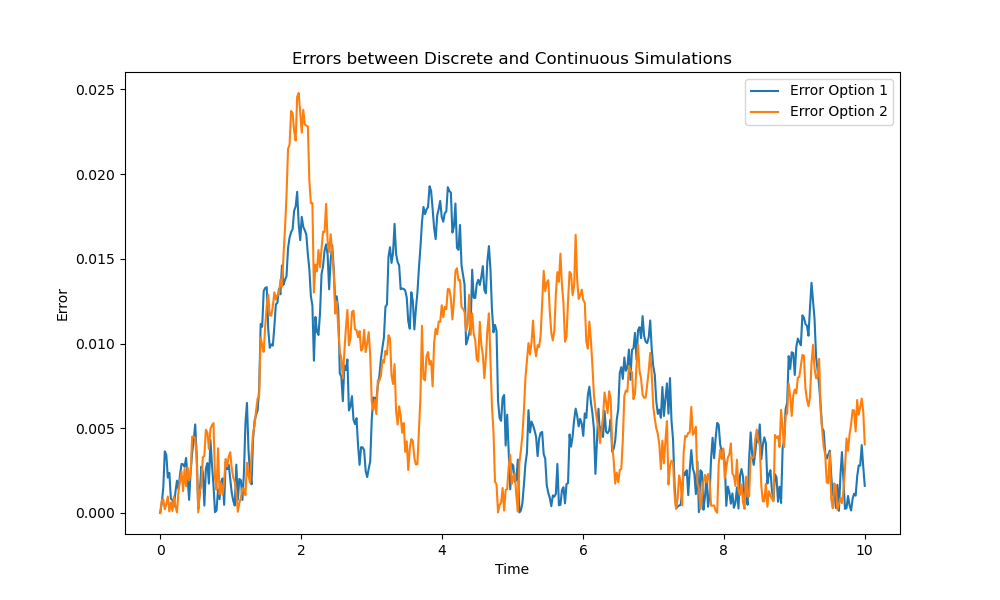 Errors between Discrete and Continuous Simulations
Error Option 1
Error Option 2
0.025
0.020
0.015
0.010
0.005
0.000
Error
0 2 4 6 8 10
Time